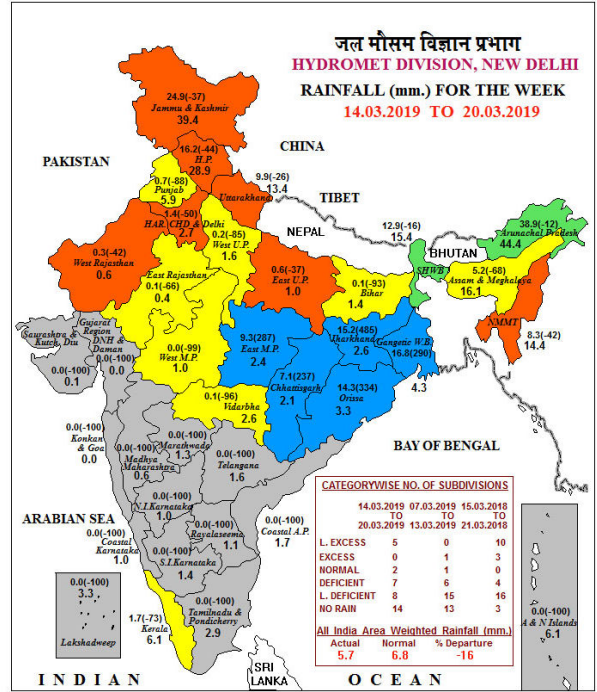 जल मौसम विज्ञान प्रभाग
HYDROMET DIVISION, NEW DELHI
RAINFALL (mm.) FOR THE WEEK
14.03.2019 TO 20.03.2019
24.9(-37)
Jammu & Kashmir
39.4
CHINA
PAKISTAN
16.2(-44)
H.P.
28.9
0.7(-88)
Punjab
5.9
9.9(-26)
13.4
Uttarakhand
TIBET
1.4(-50)
HAR. CHD & Delhi
2.7
0.2(-85)
West U.P.
1.6
NEPAL
12.9(-16)
15.4
38.9(-12)
Arunachal Pradesh
44.4
BHUTAN
0.3(-42)
West Rajasthan
0.6
East Rajasthan
0.1(-66)
0.4
0.6(-37)
East U.P.
1.0
0.1(-93)
Bihar
1.4
SHWB
5.2(-68)
Assam & Meghalaya
16.1
NMMT
8.3(-42)
14.4
Saurashtra &
Kutch, Diu
0.0(-100)
0.1
Gujarat
Region
DNH &
Daman
0.0(-100)
0.0
0.0(-99)
West M.P.
1.0
9.3(287)
East M.P.
2.4
15.2(485)
Jharkhand
2.6
Gangetic W.B.
16.8(290)
4.3
7.1(237)
Chhattisgarh
2.1
14.3(334)
Orissa
3.3
0.1(-96)
Vidarbha
2.6
0.0(-100)
Konkan
& Goa
0.0
0.0(-100)
Madhya
Maharashtra
0.6
0.0(-100)
Marathwada
1.3
0.0(-100)
Telangana
1.6
BAY OF BENGAL
ARABIAN SEA
0.0(-100)
N.I.Karnataka
1.0
0.0(-100)
Rayalaseema
1.1
0.0(-100)
Coastal A.P.
1.7
0.0(-100)
Coastal
Karnataka
1.0
0.0(-100)
S.I.Karnataka
1.4
0.0(-100)
3.3
Lakshadweep
1.7(-73)
Kerala
6.1
0.0(-100)
Tamilnadu &
Pondicherry
2.9
0.0(-100)
A & N Islands
6.1
CATEGORYWISE NO. OF SUBDIVISIONS
14.03.2019 07.03.2019 15.03.2018
TO TO TO
20.03.2019 13.03.2019 21.03.2018
L. EXCESS 5 0 10
EXCESS 0 1 3
NORMAL 2 1 0
DEFICIENT 7 6 4
L. DEFICIENT 8 15 16
NO RAIN 14 13 3
All India Area Weighted Rainfall (mm.)
Actual Normal % Departure
5.7 6.8 -16
SRI
LANKA
INDIAN OCEAN